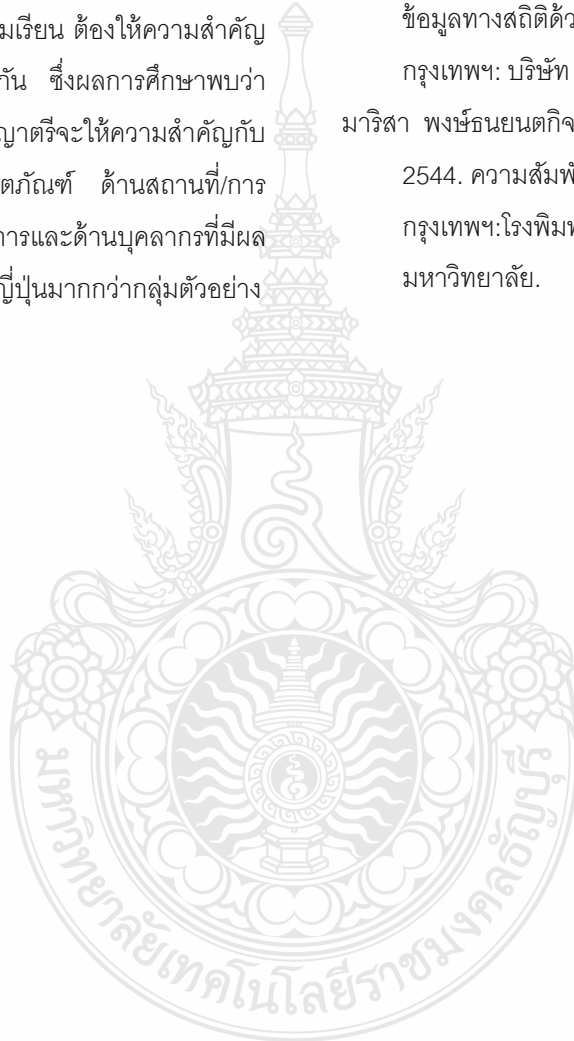 มเรียน ต้องให้ความสำคัญ
กัน ซึ่งผลการศึกษาพบว่า
ญาตรีจะให้ความสำคัญกับ
ตภัณฑ์ ด้านสถานที่/การ
การและด้านบุคลากรที่มีผล
ญี่ปุ่นมากกว่ากลุ่มตัวอย่าง
ข้อมูลทางสถิติด้ว
กรุงเทพฯ: บริษัท
มาริสา พงษ์ธนยนตกิจ
2544. ความสัมพั
กรุงเทพฯ:โรงพิมพ
มหาวิทยาลัย.
มหาวิทยาลัยเทคโนโลยีราชมงคลธัญบุรี